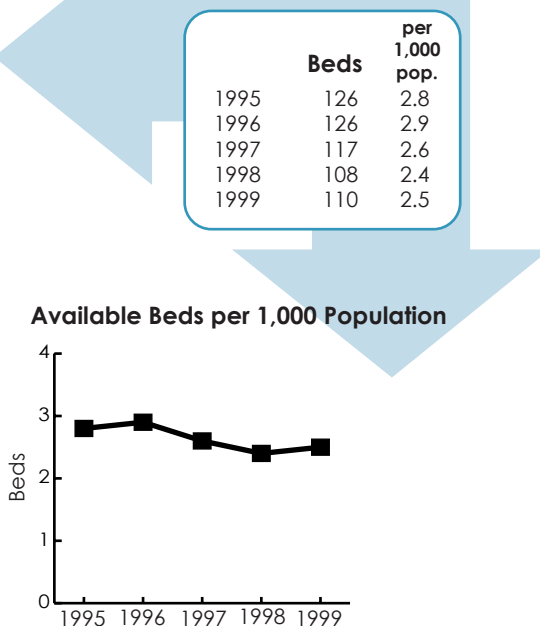 per
1,000
Beds pop.
1995 126 2.8
1996 126 2.9
1997 117 2.6
1998 108 2.4
1999 110 2.5
Available Beds per 1,000 Population
4
3
2
1
0
Beds
1995 1996 1997 1998 1999